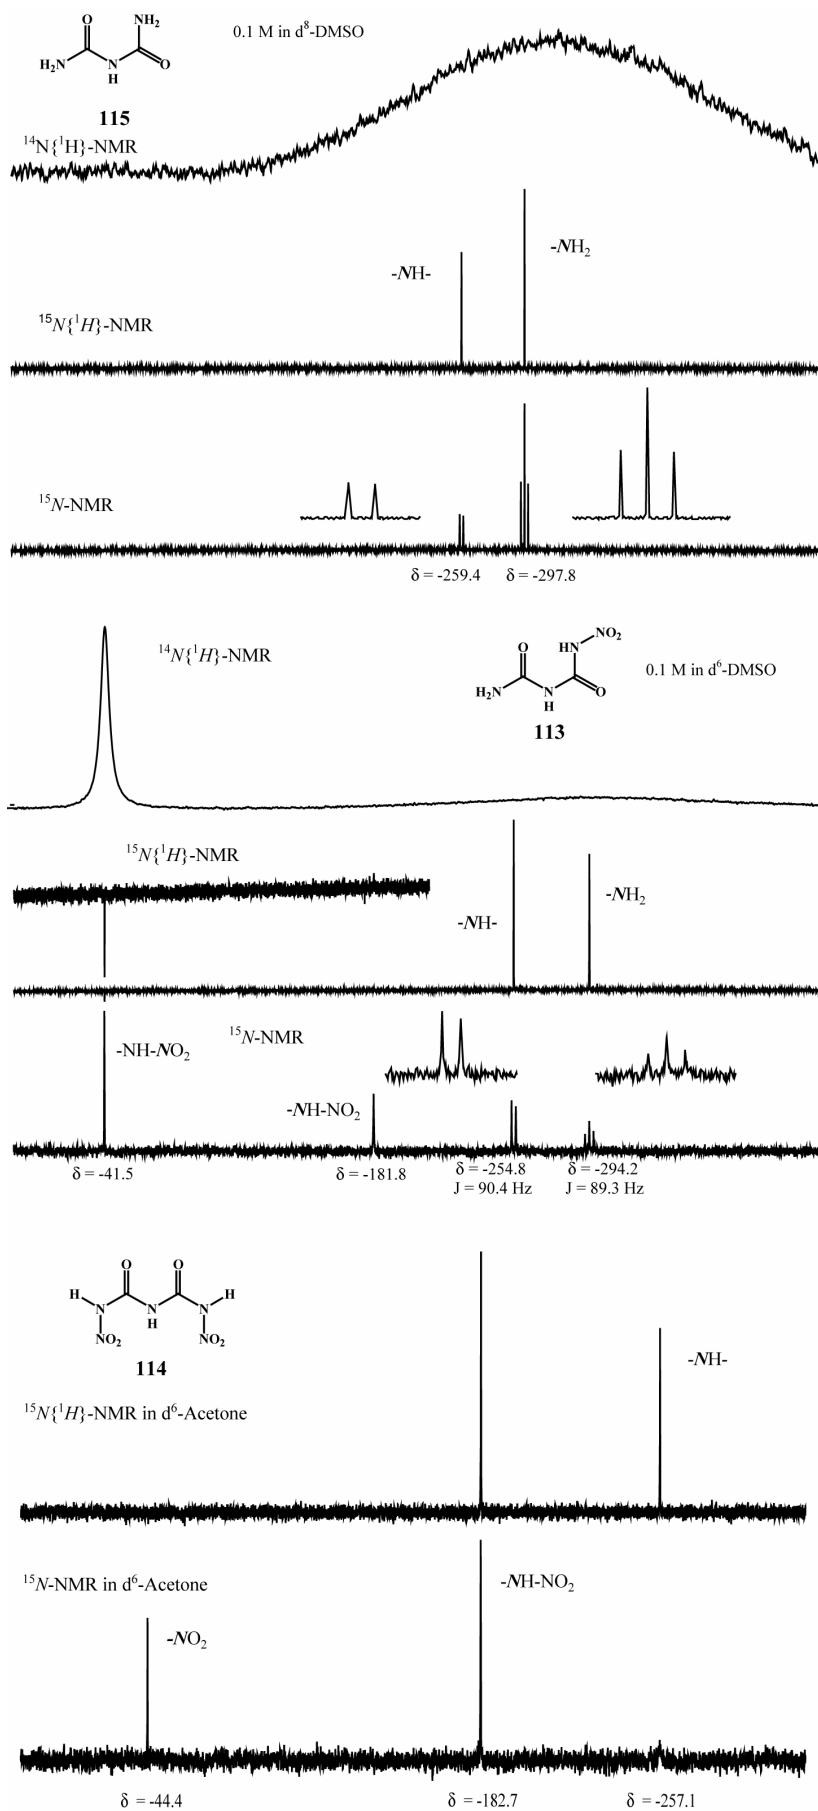 O
NH₂
0.1 M in d⁸-DMSO
H₂N
N
H
O
115
¹⁴N{¹H}-NMR
-NH₂
-NH-
¹⁵N{¹H}-NMR
¹⁵N-NMR
δ = -259.4 δ = -297.8
¹⁴N{¹H}-NMR
NO₂
HN
O
0.1 M in d⁶-DMSO
H₂N
N
H
O
113
¹⁵N{¹H}-NMR
-NH₂
-NH-
¹⁵N-NMR
-NH-NO₂
-NH-NO₂
δ = -41.5 δ = -181.8 δ = -254.8 δ = -294.2
J = 90.4 Hz J = 89.3 Hz
O O
H N N N H
H
NO₂ NO₂
114
-NH-
¹⁵N{¹H}-NMR in d⁶-Acetone
¹⁵N-NMR in d⁶-Acetone
-NH-NO₂
-NO₂
δ = -44.4 δ = -182.7 δ = -257.1